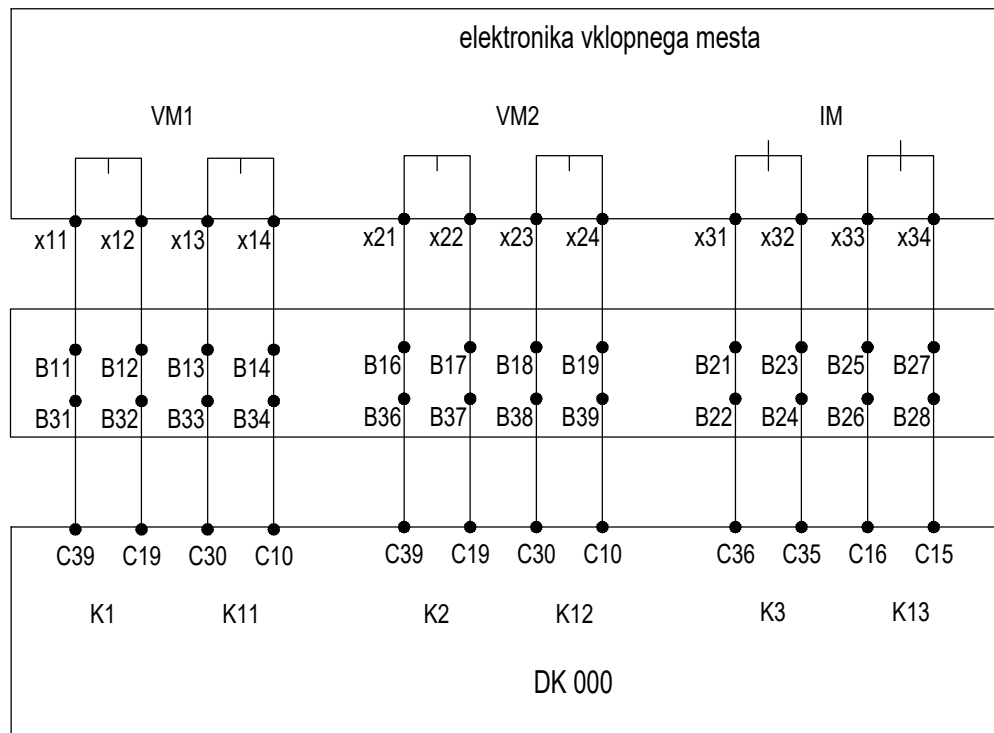 elektronika vklopnega mesta
VM1 VM2 IM
x11 x12 x13 x14 x21 x22 x23 x24 x31 x32 x33 x34
B11 B12 B13 B14 B16 B17 B18 B19 B21 B23 B25 B27
B31 B32 B33 B34 B36 B37 B38 B39 B22 B24 B26 B28
C39 C19 C30 C10 C39 C19 C30 C10 C36 C35 C16 C15
K1 K11 K2 K12 K3 K13
DK 000